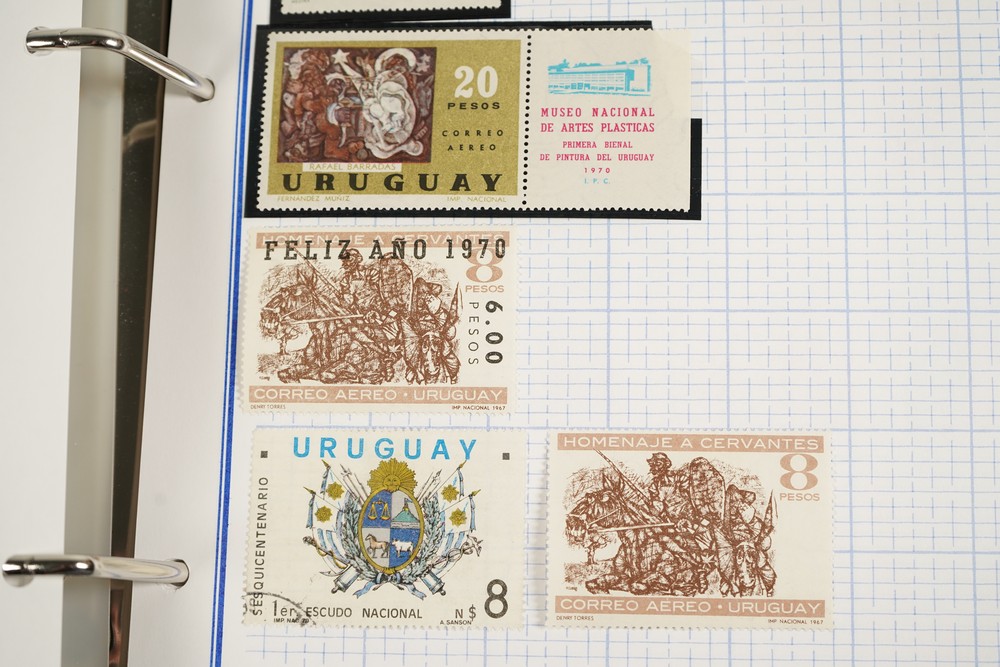 20
PESOS
CORREO
AEREO
RAFAEL BARRADAS
URUGUAY
FERNANDEZ MUÑIZ IMP. NACIONAL
MUSEO NACIONAL
DE ARTES PLASTICAS
PRIMERA BIENAL
DE PINTURA DEL URUGUAY
1970
I. P. C.
HOMENAJE A CERVANTES
FELIZ AÑO 1970
8
PESOS
6.00
PESOS
CORREO AEREO · URUGUAY
DENRY TORRES IMP. NACIONAL 1967
URUGUAY
SESQUICENTENARIO
1er. ESCUDO NACIONAL N$ 8
A. SANSON
HOMENAJE A CERVANTES
8
PESOS
CORREO AEREO · URUGUAY
DENRY TORRES IMP. NACIONAL 1967